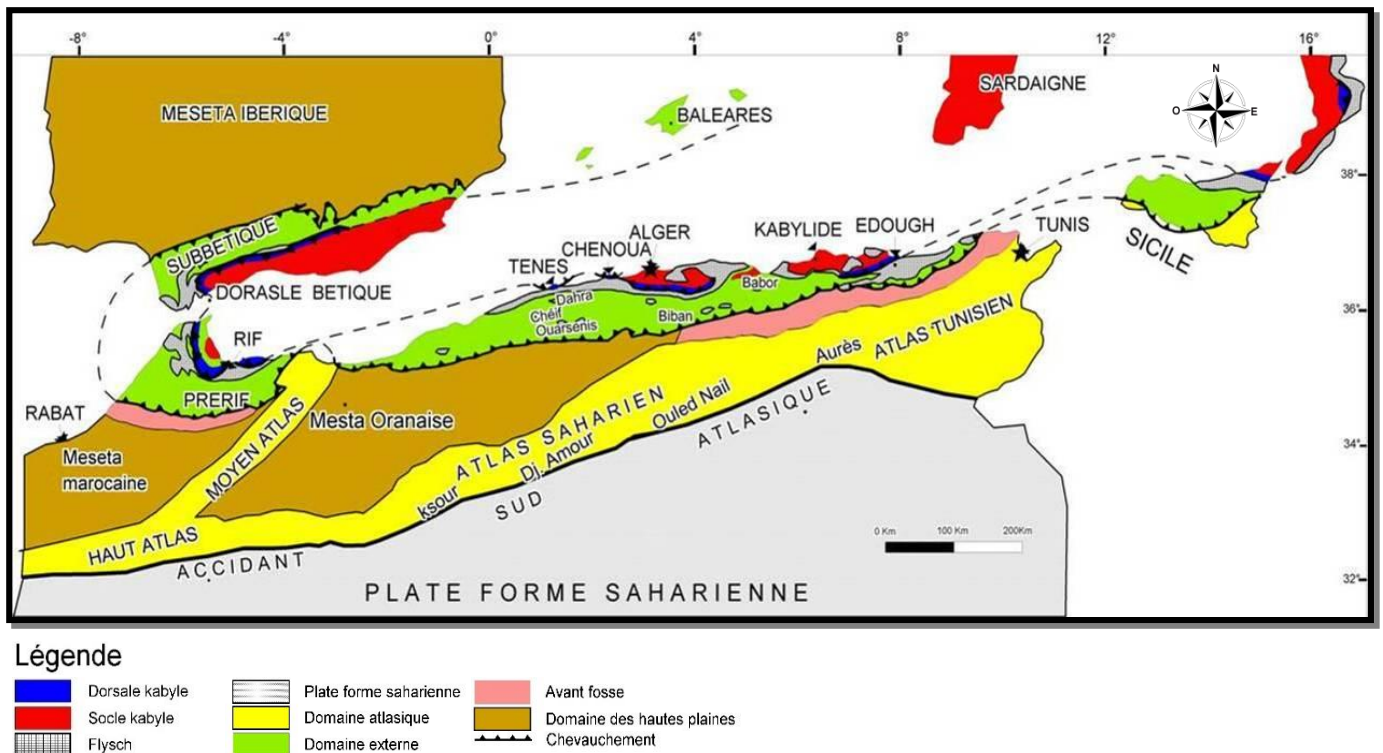 -8°
-4°
0°
4°
8°
12°
16°
MESETA IBERIQUE
BALEARES
SARDAIGNE
N
O
E
S
38°
SUBBETIQUE
DORASLE BETIQUE
TENES
CHENOUA
ALGER
KABYLIDE
EDOUGH
TUNIS
SICILE
36°
Dahra
Chéif
Ouarsenis
Babor
Biban
RIF
PRERIF
RABAT
Meseta
marocaine
MOYEN ATLAS
Mesta Oranaise
HAUT ATLAS
ATLAS SAHARIEN
ksour
Dj. Amour
Ouled Nail
Aurès
ATLAS TUNISIEN
34°
ACCIDANT
SUD
ATLASIQUE
0 Km
100 Km
200Km
32°
PLATE FORME SAHARIENNE
Légende
Dorsale kabyle
Socle kabyle
Flysch
Plate forme saharienne
Domaine atlasique
Domaine externe
Avant fosse
Domaine des hautes plaines
Chevauchement